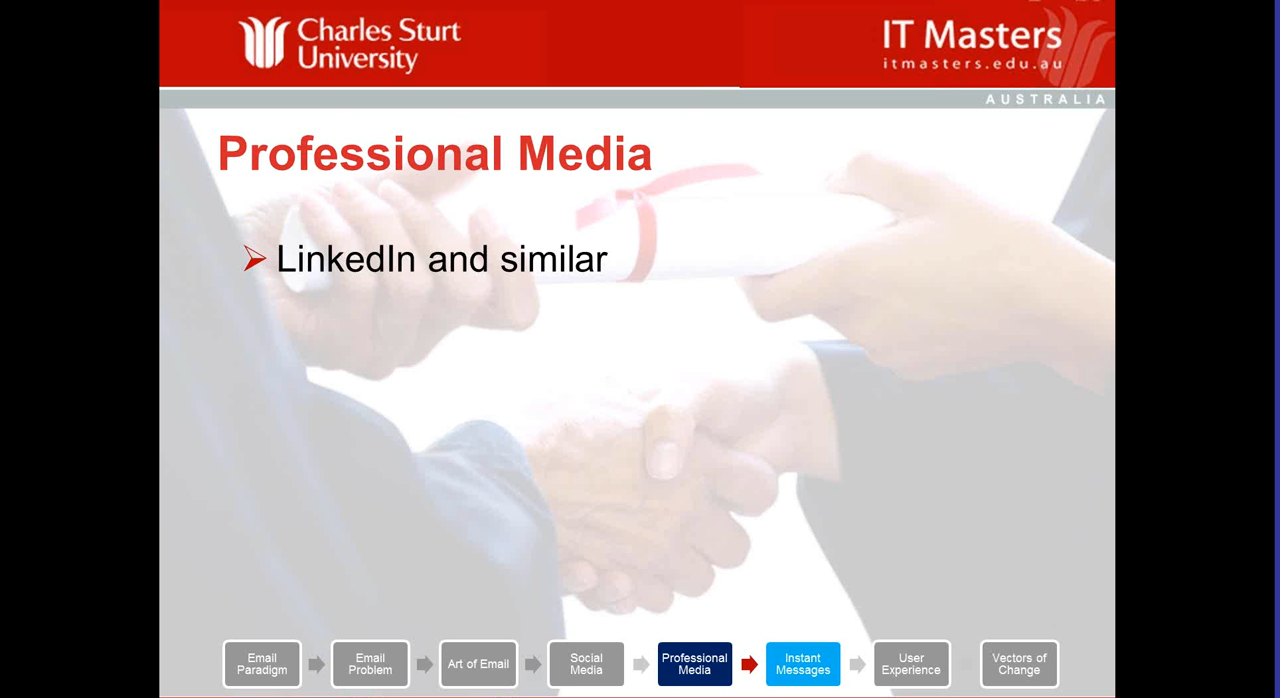 Charles Sturt
University
IT Masters
itmasters.edu.au
AUSTRALIA
Professional Media
LinkedIn and similar
Email
Paradigm
Email
Problem
Art of Email
Social
Media
Professional
Media
Instant
Messages
User
Experience
Vectors of
Change